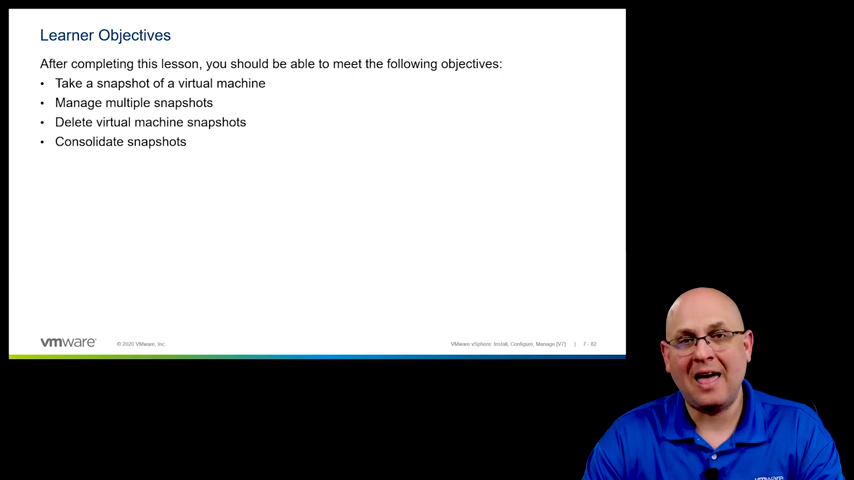 Learner Objectives
After completing this lesson, you should be able to meet the following objectives:
• Take a snapshot of a virtual machine
• Manage multiple snapshots
• Delete virtual machine snapshots
• Consolidate snapshots
vmware
© 2020 VMware, Inc.
VMware vSphere: Install, Configure, Manage [V7] | 7 - 82
vmware